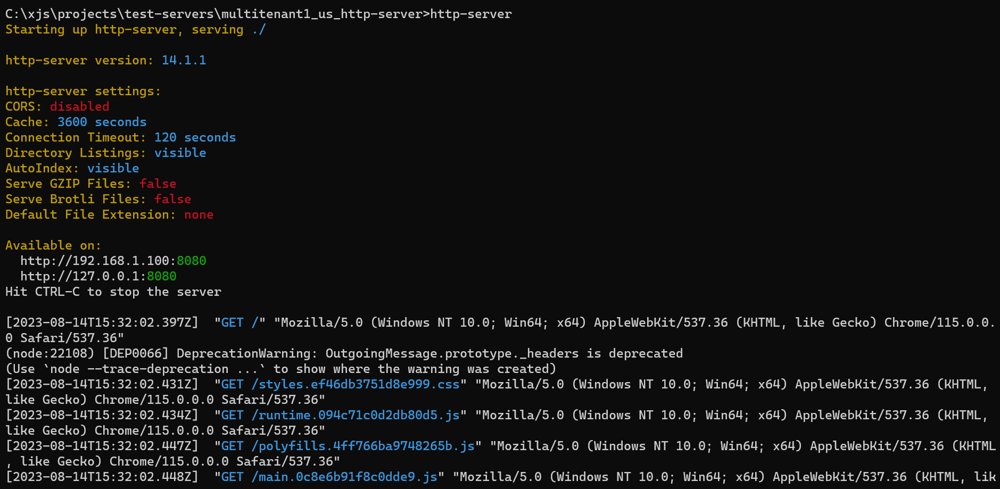 C:\xjs\projects\test-servers\multitenant1_us_http-server>http-server
Starting up http-server, serving ./
http-server version: 14.1.1
http-server settings:
CORS: disabled
Cache: 3600 seconds
Connection Timeout: 120 seconds
Directory Listings: visible
AutoIndex: visible
Serve GZIP Files: false
Serve Brotli Files: false
Default File Extension: none
Available on:
  http://192.168.1.100:8080
  http://127.0.0.1:8080
Hit CTRL-C to stop the server
[2023-08-14T15:32:02.397Z]  "GET /" "Mozilla/5.0 (Windows NT 10.0; Win64; x64) AppleWebKit/537.36 (KHTML, like Gecko) Chrome/115.0.0.
0 Safari/537.36"
(node:22108) [DEP0066] DeprecationWarning: OutgoingMessage.prototype._headers is deprecated
(Use `node --trace-deprecation ...` to show where the warning was created)
[2023-08-14T15:32:02.431Z]  "GET /styles.ef46db3751d8e999.css" "Mozilla/5.0 (Windows NT 10.0; Win64; x64) AppleWebKit/537.36 (KHTML,
like Gecko) Chrome/115.0.0.0 Safari/537.36"
[2023-08-14T15:32:02.434Z]  "GET /runtime.094c71c0d2db80d5.js" "Mozilla/5.0 (Windows NT 10.0; Win64; x64) AppleWebKit/537.36 (KHTML,
like Gecko) Chrome/115.0.0.0 Safari/537.36"
[2023-08-14T15:32:02.447Z]  "GET /polyfills.4ff766ba9748265b.js" "Mozilla/5.0 (Windows NT 10.0; Win64; x64) AppleWebKit/537.36 (KHTML
, like Gecko) Chrome/115.0.0.0 Safari/537.36"
[2023-08-14T15:32:02.448Z]  "GET /main.0c8e6b91f8c0dde9.js" "Mozilla/5.0 (Windows NT 10.0; Win64; x64) AppleWebKit/537.36 (KHTML, lik